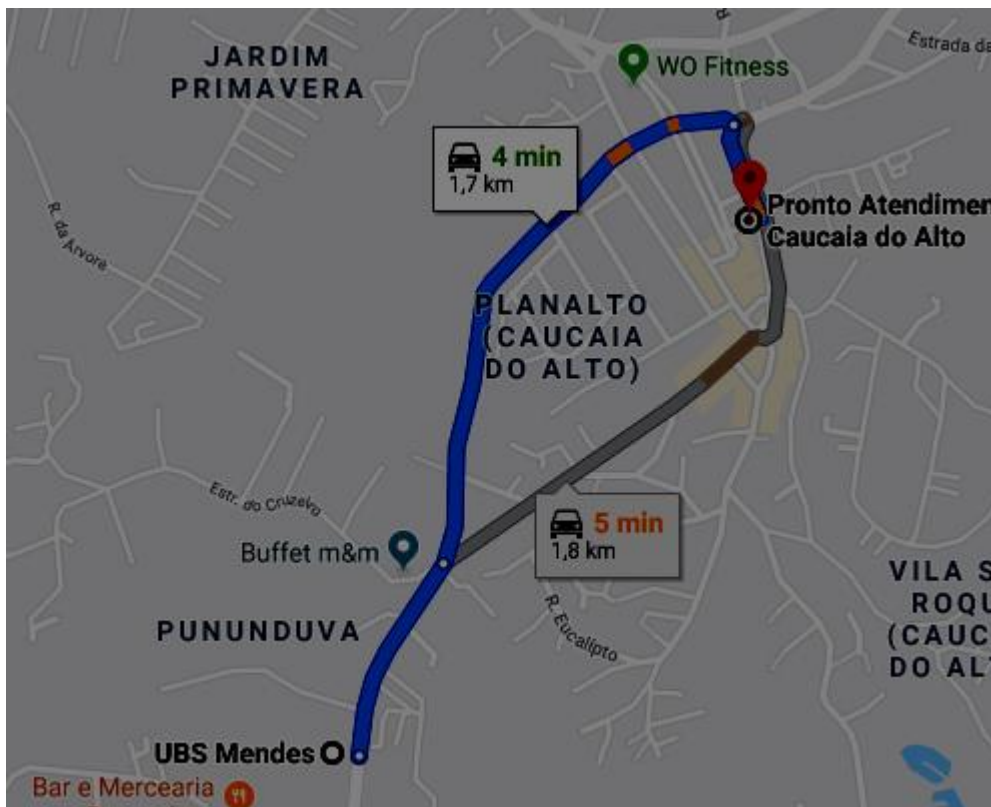 JARDIM
PRIMAVERA
WO Fitness
Estrada da
R
4 min
1,7 km
R. da Árvore
Pronto Atendimen
Caucaia do Alto
PLANALTO
(CAUCAIA
DO ALTO)
Estr. do Cruzeiro
Buffet m&m
5 min
1,8 km
R. Eucalipto
VILA S
ROQU
(CAUC
DO AL
PUNUNDUVA
UBS Mendes
Bar e Mercearia